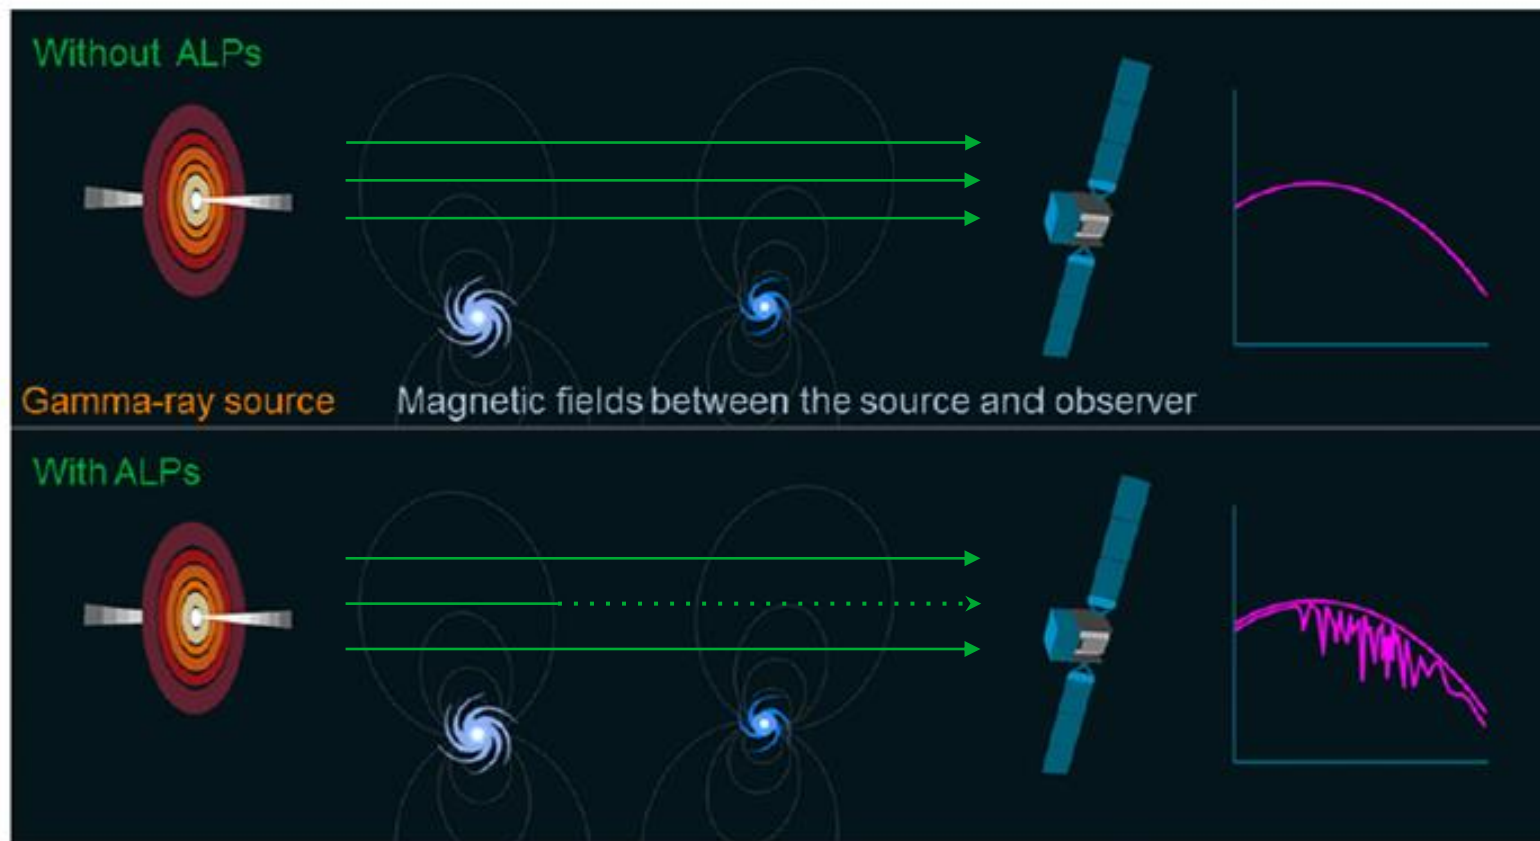 Without ALPs
Gamma-ray source
Magnetic fields between the source and observer
With ALPs